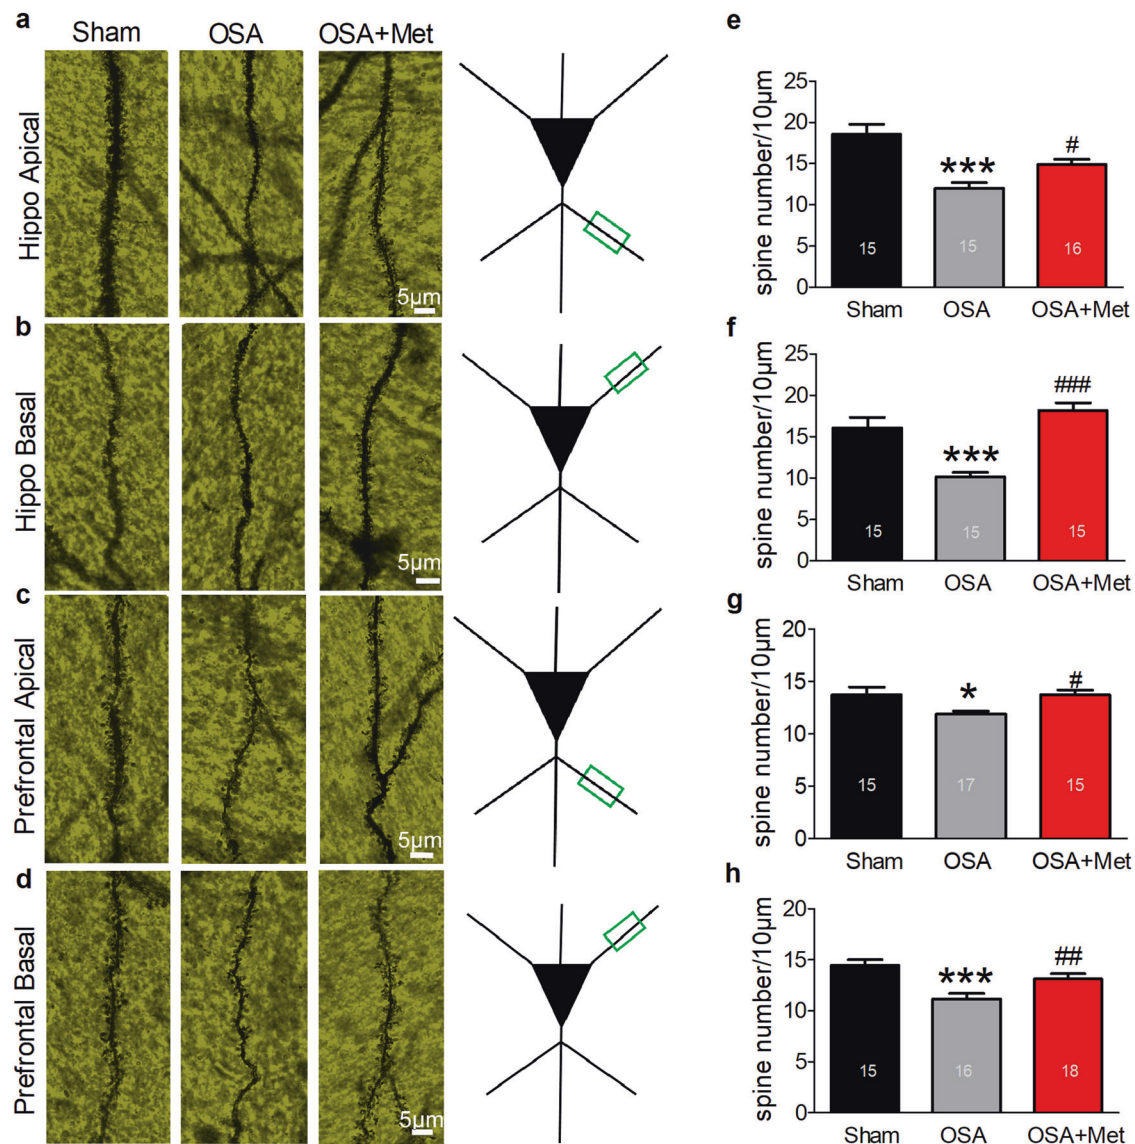 a
Sham
OSA
OSA+Met
Hippo Apical
5µm
e
spine number/10µm
25
20
15
10
5
0
***
#
15
15
16
Sham
OSA
OSA+Met
b
Hippo Basal
5µm
f
spine number/10µm
25
20
15
10
5
0
***
###
15
15
15
Sham
OSA
OSA+Met
c
Prefrontal Apical
5µm
g
spine number/10µm
20
15
10
5
0
*
#
15
17
15
Sham
OSA
OSA+Met
d
Prefrontal Basal
h
spine number/10µm
20
15
10
5
0
***
##
15
16
18
Sham
OSA
OSA+Met